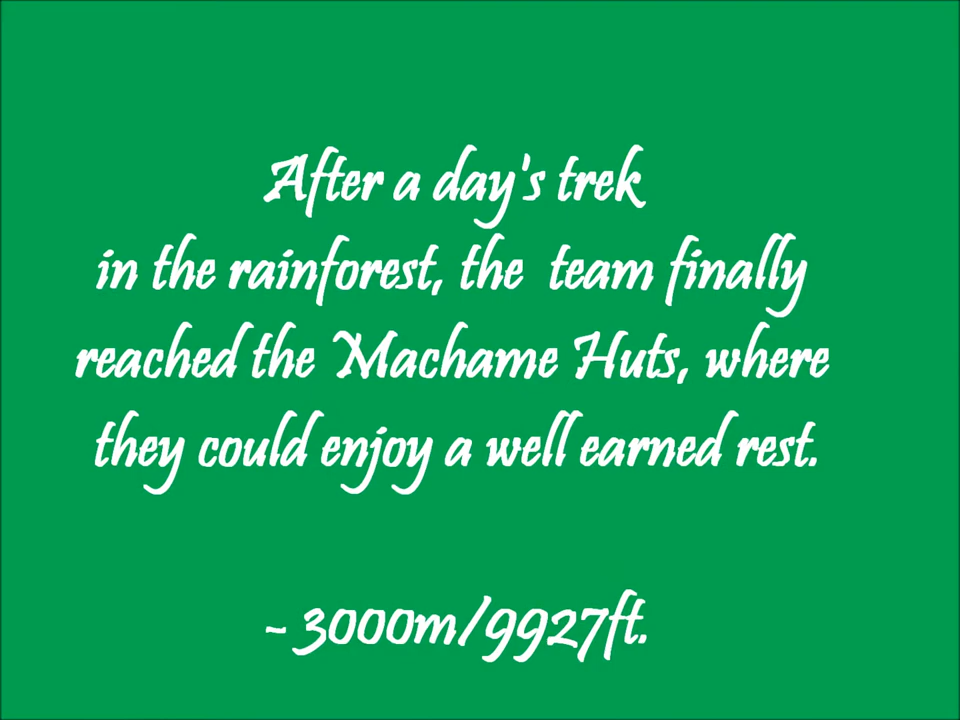 After a day's trek
in the rainforest, the team finally
reached the Machame Huts, where
they could enjoy a well earned rest.
- 3000m/9927ft.